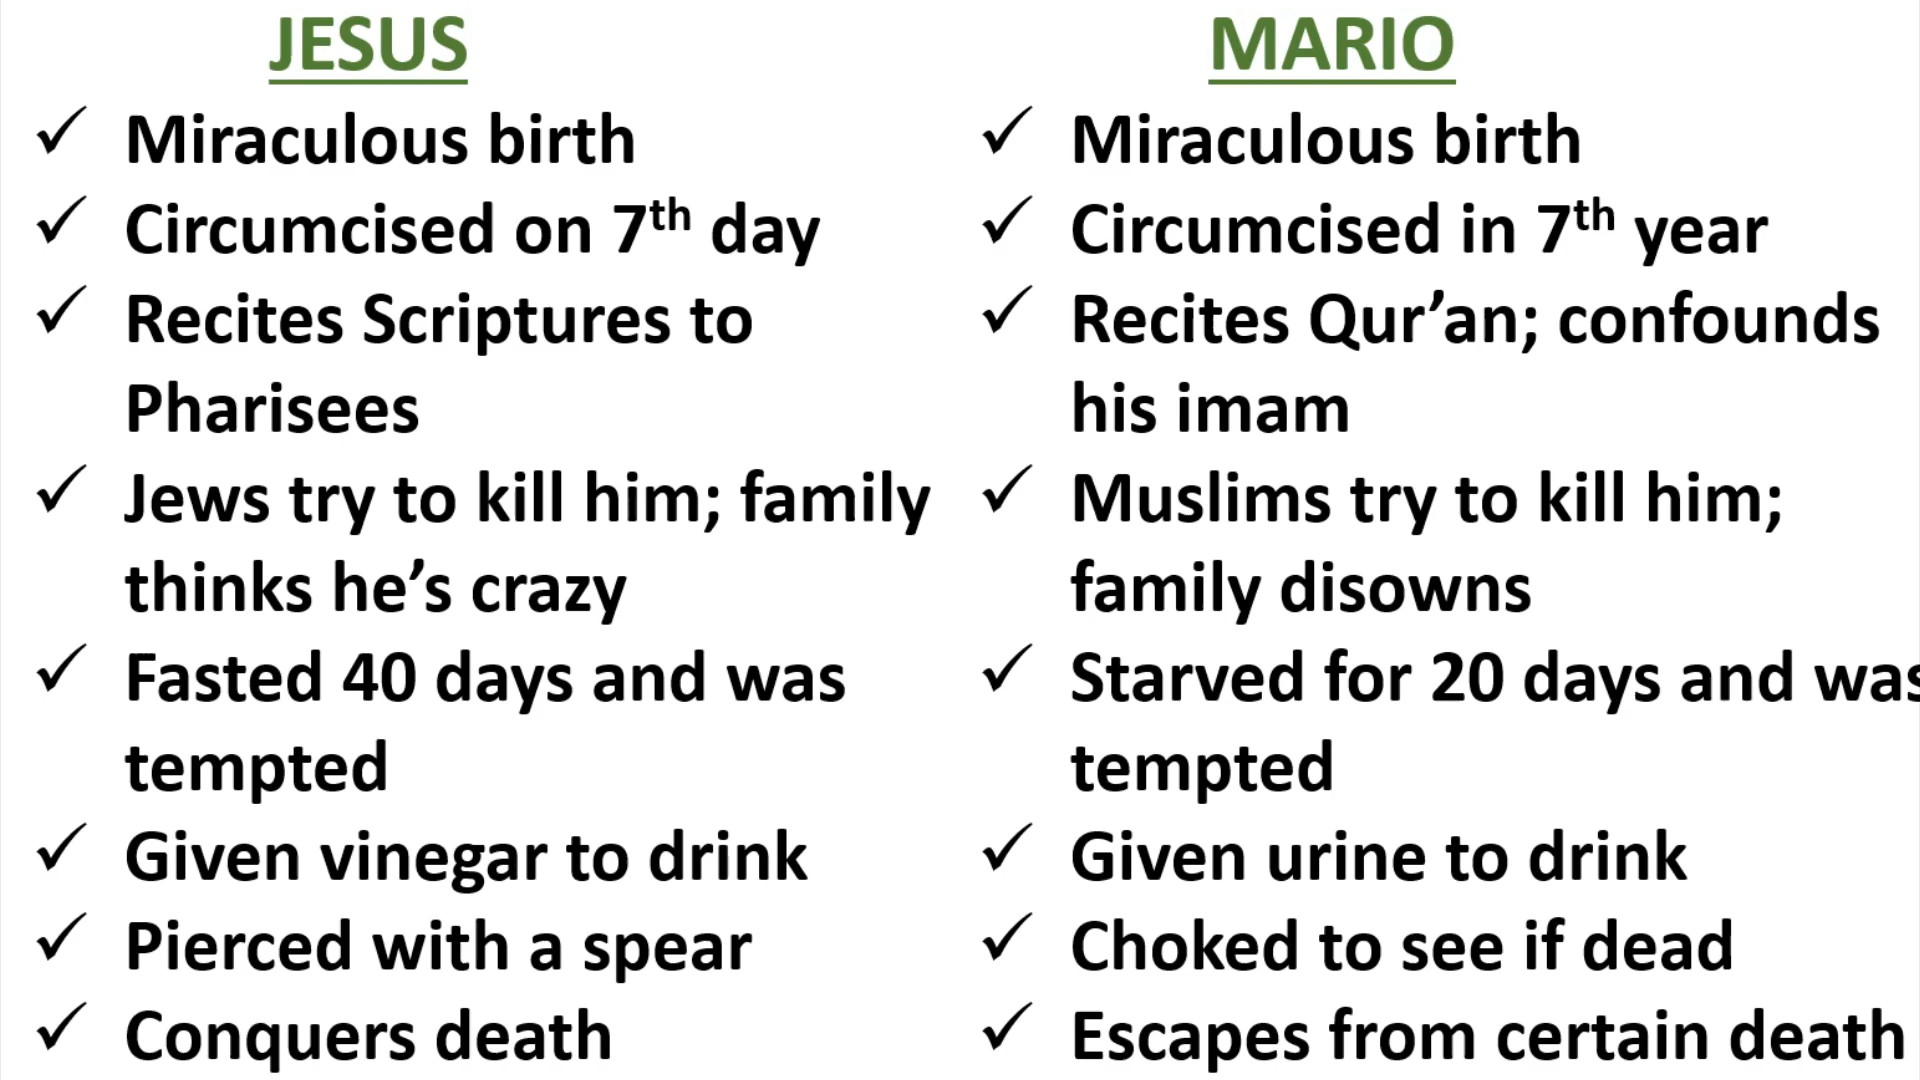 JESUS
Miraculous birth
Circumcised on 7th day
Recites Scriptures to
Pharisees
Jews try to kill him; family
thinks he’s crazy
Fasted 40 days and was
tempted
Given vinegar to drink
Pierced with a spear
Conquers death
MARIO
Miraculous birth
Circumcised in 7th year
Recites Qur’an; confounds
his imam
Muslims try to kill him;
family disowns
Starved for 20 days and was
tempted
Given urine to drink
Choked to see if dead
Escapes from certain death